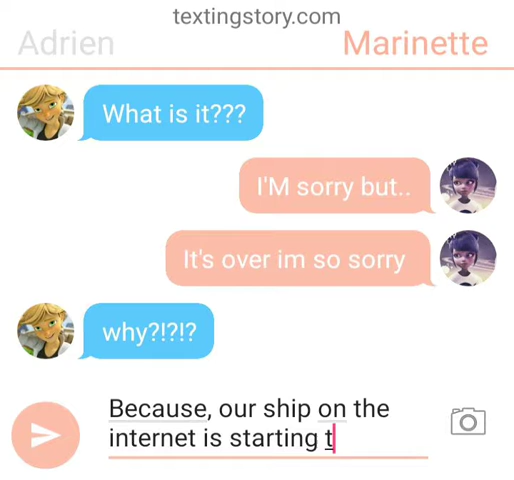 textingstory.com
Adrien
Marinette
What is it???
I'M sorry but..
It's over im so sorry
why?!?!?
Because, our ship on the
internet is starting t